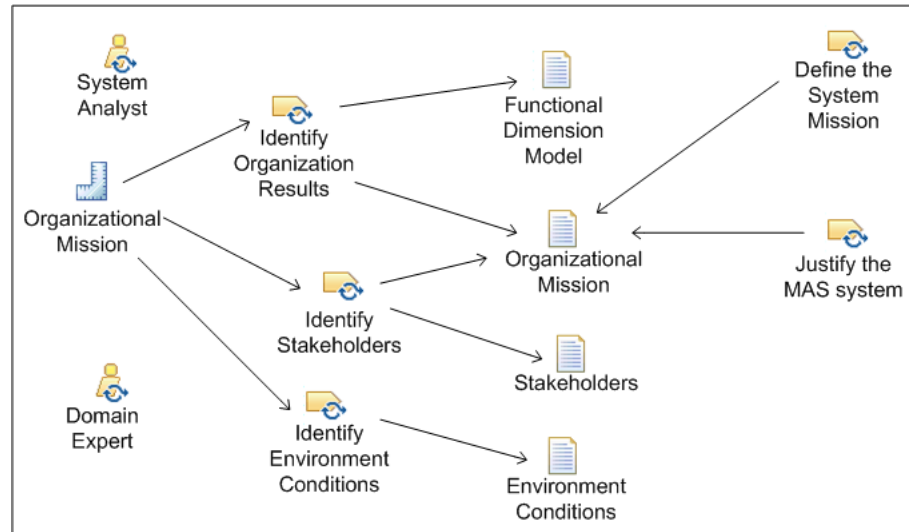 System
Analyst
Identify
Organization
Results
Functional
Dimension
Model
Define the
System
Mission
Organizational
Mission
Organizational
Mission
Justify the
MAS system
Identify
Stakeholders
Stakeholders
Domain
Expert
Identify
Environment
Conditions
Environment
Conditions